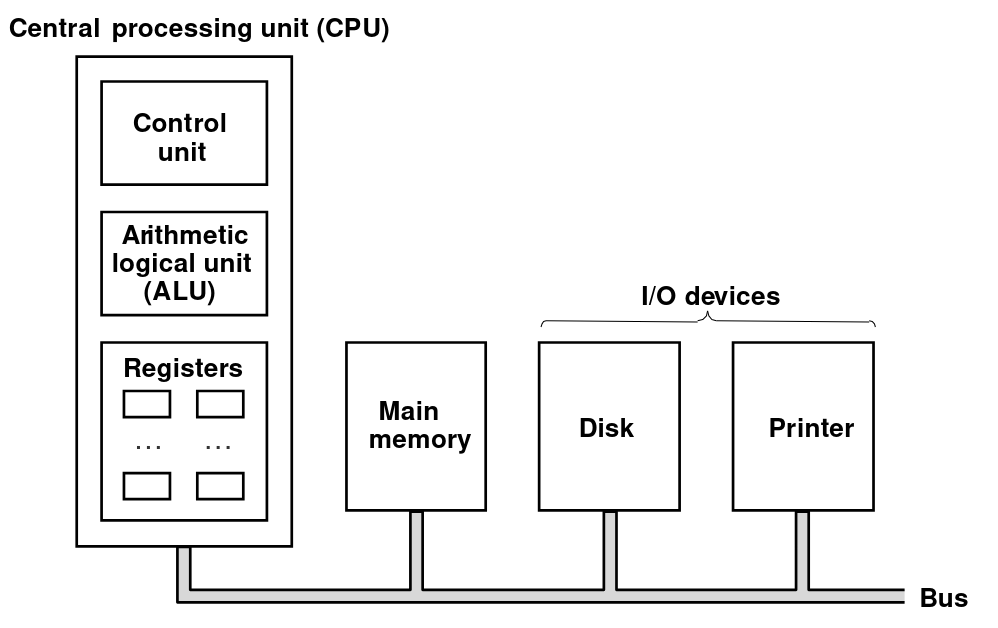 Central processing unit (CPU)
Control
unit
Arithmetic
logical unit
(ALU)
Registers
... ...
I/O devices
Main
memory
Disk
Printer
Bus